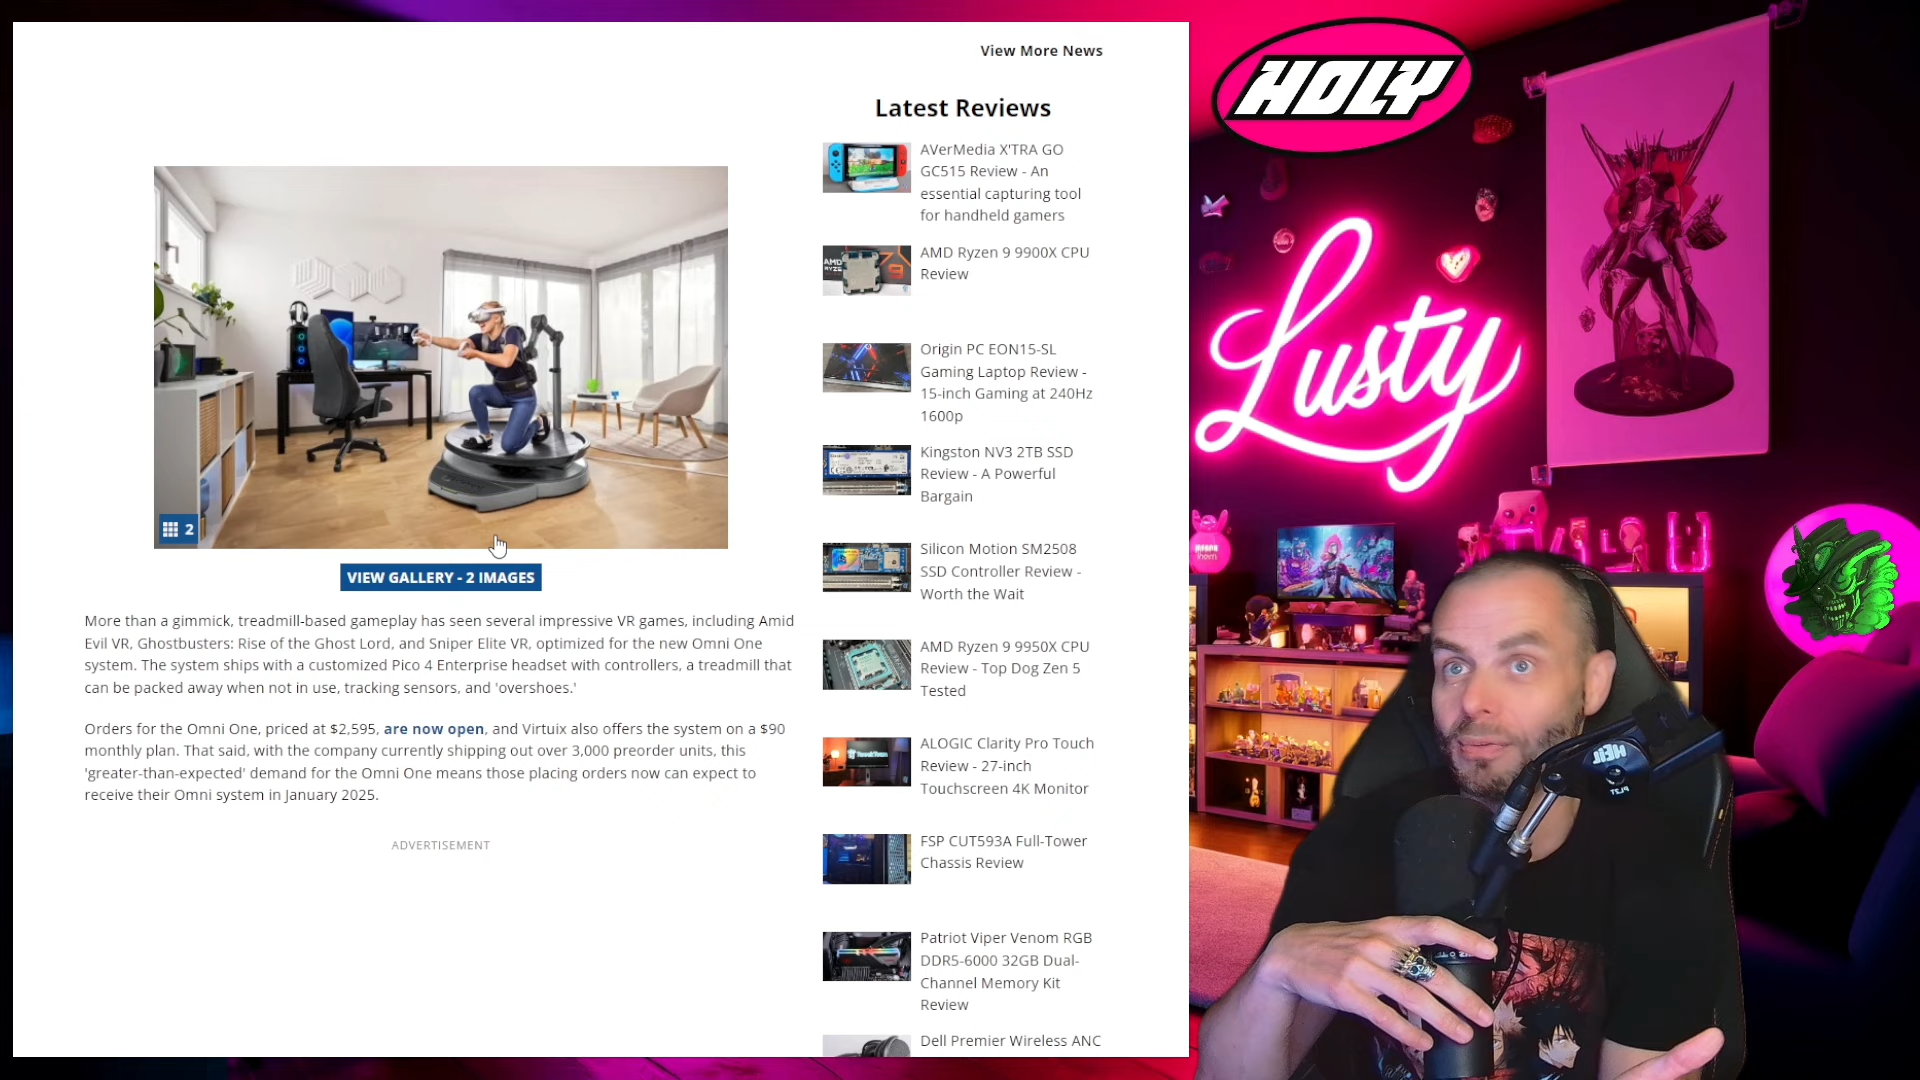 View More News
Latest Reviews
AVerMedia X'TRA GO
GC515 Review - An
essential capturing tool
for handheld gamers
AMD Ryzen 9 9900X CPU
Review
Origin PC EON15-SL
Gaming Laptop Review -
15-inch Gaming at 240Hz
1600p
Kingston NV3 2TB SSD
Review - A Powerful
Bargain
Silicon Motion SM2508
SSD Controller Review -
Worth the Wait
AMD Ryzen 9 9950X CPU
Review - Top Dog Zen 5
Tested
ALOGIC Clarity Pro Touch
Review - 27-inch
Touchscreen 4K Monitor
FSP CUT593A Full-Tower
Chassis Review
Patriot Viper Venom RGB
DDR5-6000 32GB Dual-
Channel Memory Kit
Review
Dell Premier Wireless ANC
2
VIEW GALLERY - 2 IMAGES
More than a gimmick, treadmill-based gameplay has seen several impressive VR games, including Amid
Evil VR, Ghostbusters: Rise of the Ghost Lord, and Sniper Elite VR, optimized for the new Omni One
system. The system ships with a customized Pico 4 Enterprise headset with controllers, a treadmill that
can be packed away when not in use, tracking sensors, and 'overshoes.'
Orders for the Omni One, priced at $2,595, are now open, and Virtuix also offers the system on a $90
monthly plan. That said, with the company currently shipping out over 3,000 preorder units, this
'greater-than-expected' demand for the Omni One means those placing orders now can expect to
receive their Omni system in January 2025.
ADVERTISEMENT
HOLY
Lusty
HEIL
PL2T